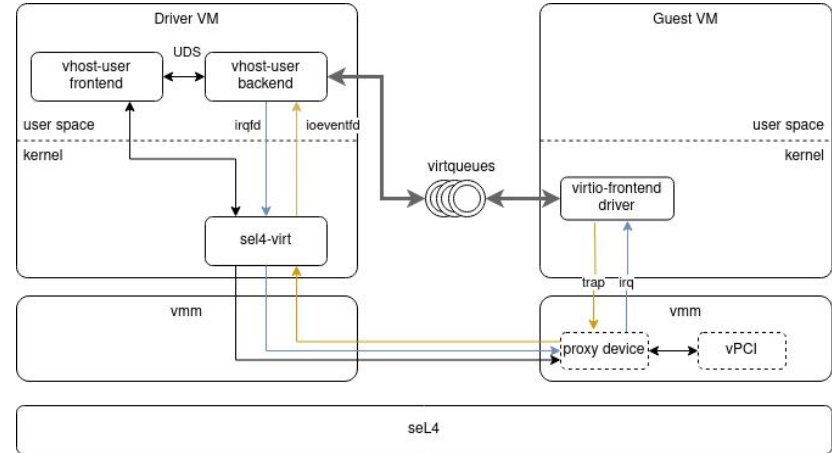 Driver VM
Guest VM
vhost-user
frontend
UDS
vhost-user
backend
irqfd
ioeventfd
user space
kernel
user space
kernel
virtqueues
virtio-frontend
driver
sel4-virt
trap
irq
vmm
vmm
proxy device
vPCI
seL4